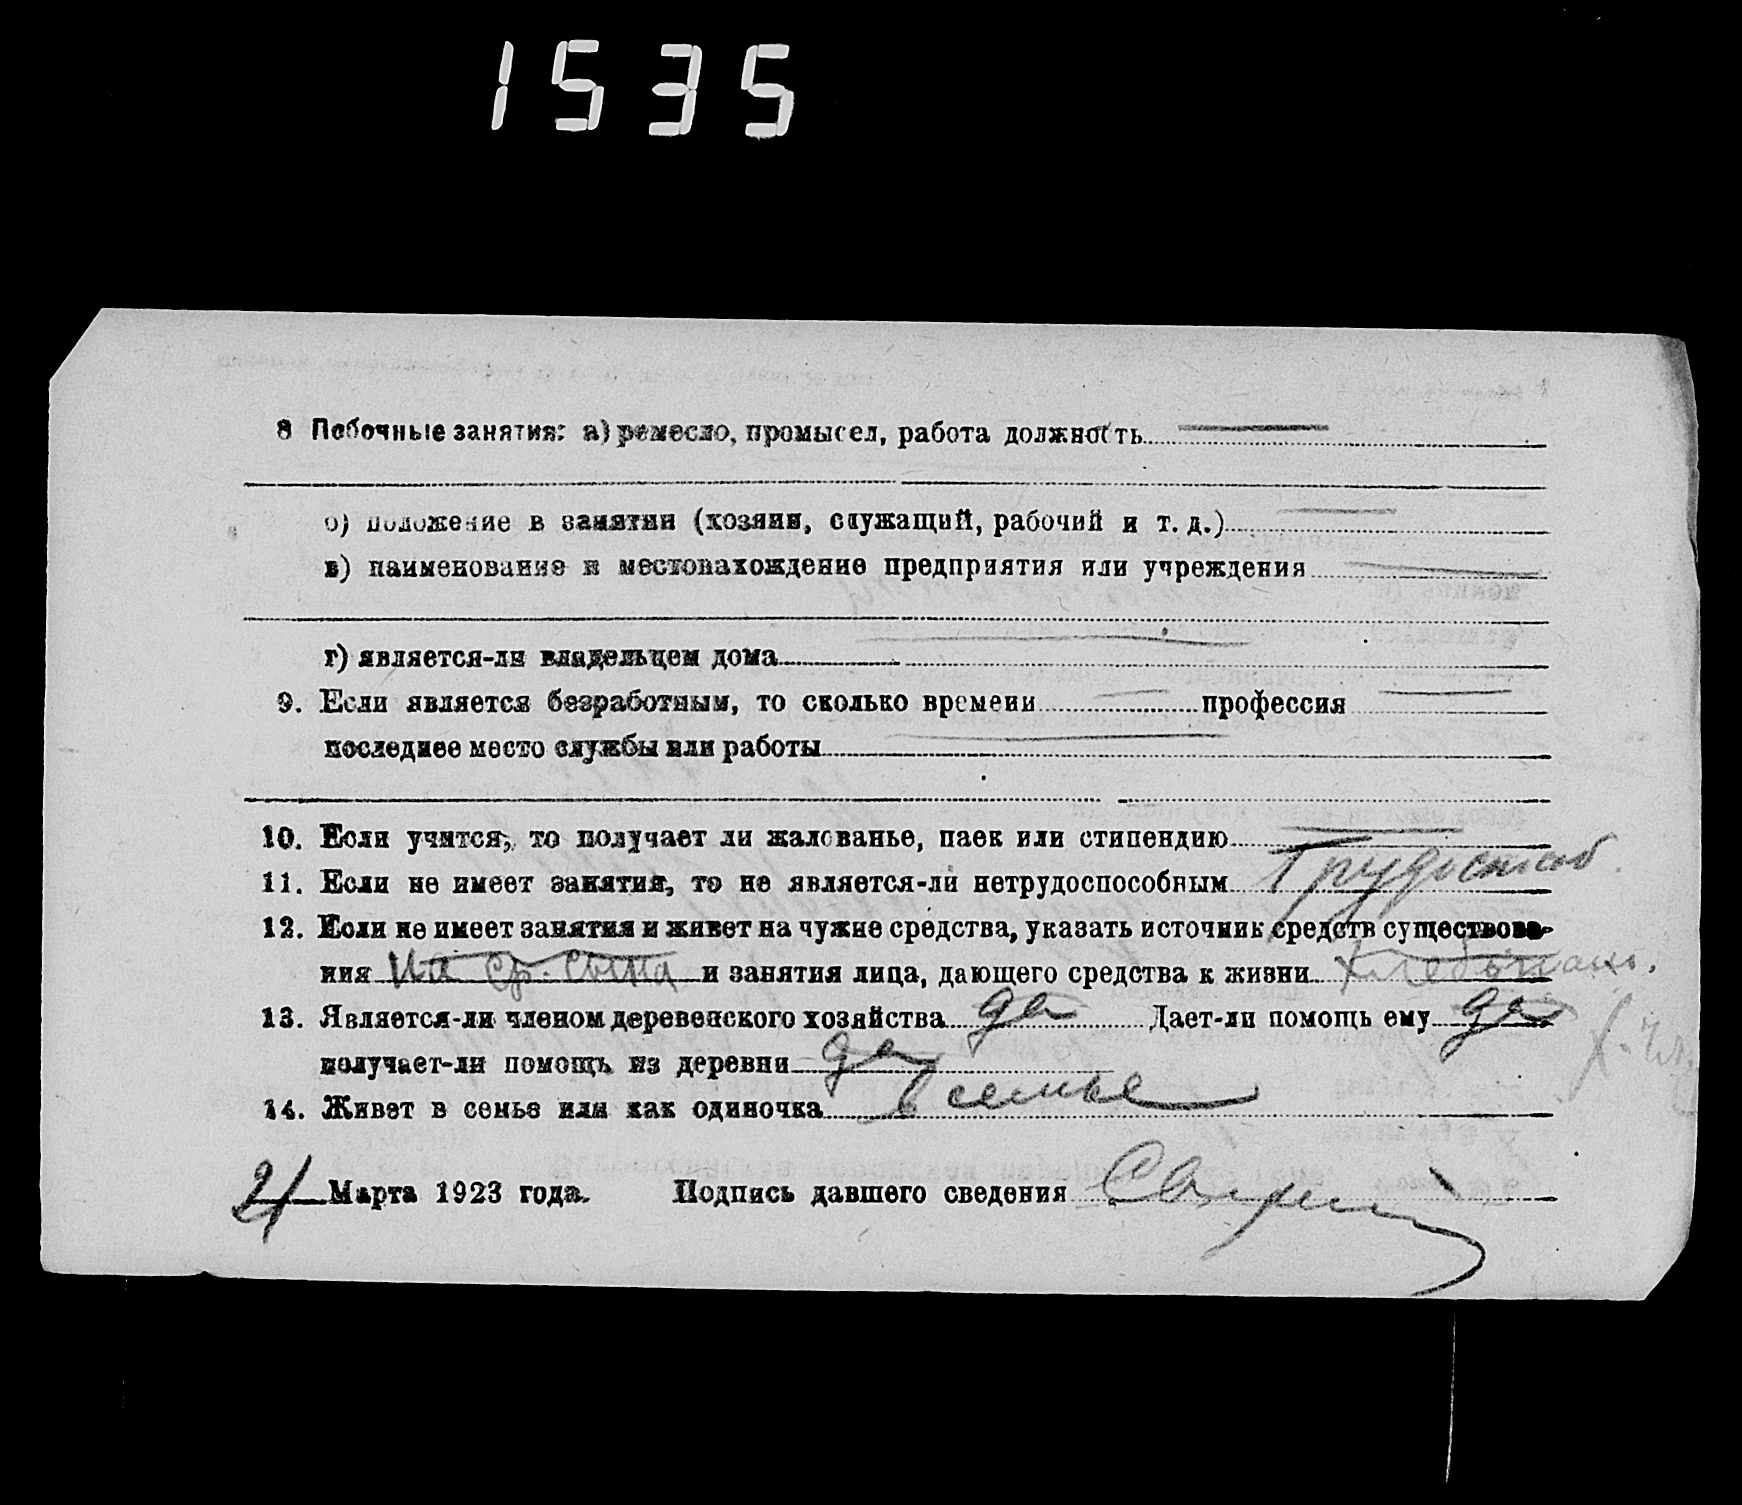 1535
8 Побочные занятия: а) ремесло, промысел, работа должность
б) положение в занятии (хозяин, служащий, рабочий и т. д.)
в) наименование и местонахождение предприятия или учреждения
г) является-ли владельцем дома
9. Если является безработным, то сколько времени профессия
последнее место службы или работы
10. Если учится, то получает ли жалованье, паек или стипендию
11. Если не имеет занятия, то не является-ли нетрудоспособным Трудоспособ.
12. Если не имеет занятия и живет на чужие средства, указать источник средств существова-
ния На ср. сына и занятия лица, дающего средства к жизни Хлебопаш.
13. Является-ли членом деревенского хозяйства да Дает-ли помощь ему да
получает-ли помощь из деревни да
14. Живет в семье или как одиночка в семье
21 Марта 1923 года. Подпись давшего сведения